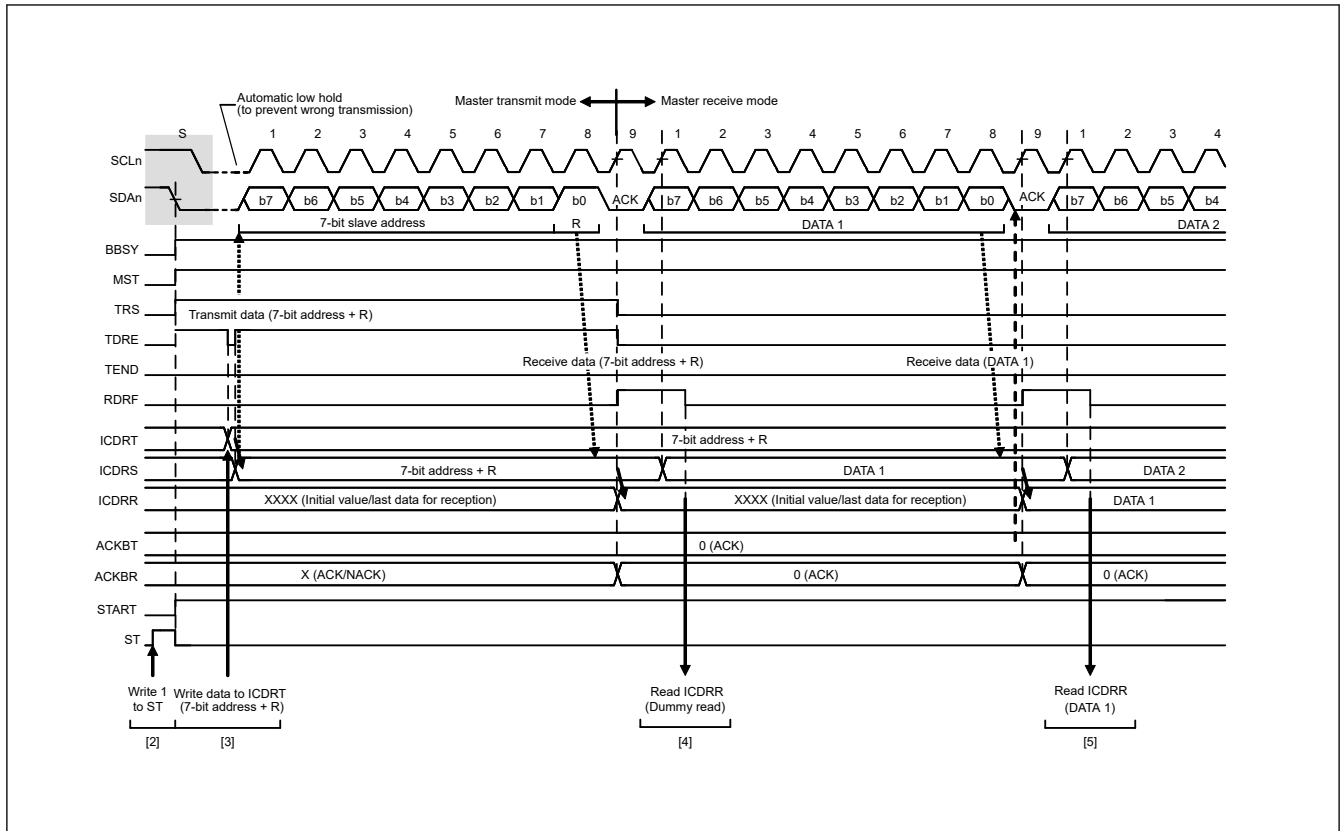 Automatic low hold
(to prevent wrong transmission)
Master transmit mode
Master receive mode
S 1 2 3 4 5 6 7 8 9 1 2 3 4 5 6 7 8 9 1 2 3 4
SCLn
SDAn b7 b6 b5 b4 b3 b2 b1 b0 ACK b7 b6 b5 b4 b3 b2 b1 b0 ACK b7 b6 b5 b4
7-bit slave address R DATA 1 DATA 2
BBSY
MST
TRS
Transmit data (7-bit address + R)
TDRE
Receive data (7-bit address + R) Receive data (DATA 1)
TEND
RDRF
ICDRT 7-bit address + R
ICDRS 7-bit address + R DATA 1 DATA 2
ICDRR XXXX (Initial value/last data for reception) XXXX (Initial value/last data for reception) DATA 1
ACKBT 0 (ACK)
ACKBR X (ACK/NACK) 0 (ACK) 0 (ACK)
START
ST
Write 1
to ST
Write data to ICDRT
(7-bit address + R)
Read ICDRR
(Dummy read)
Read ICDRR
(DATA 1)
[2] [3] [4] [5]